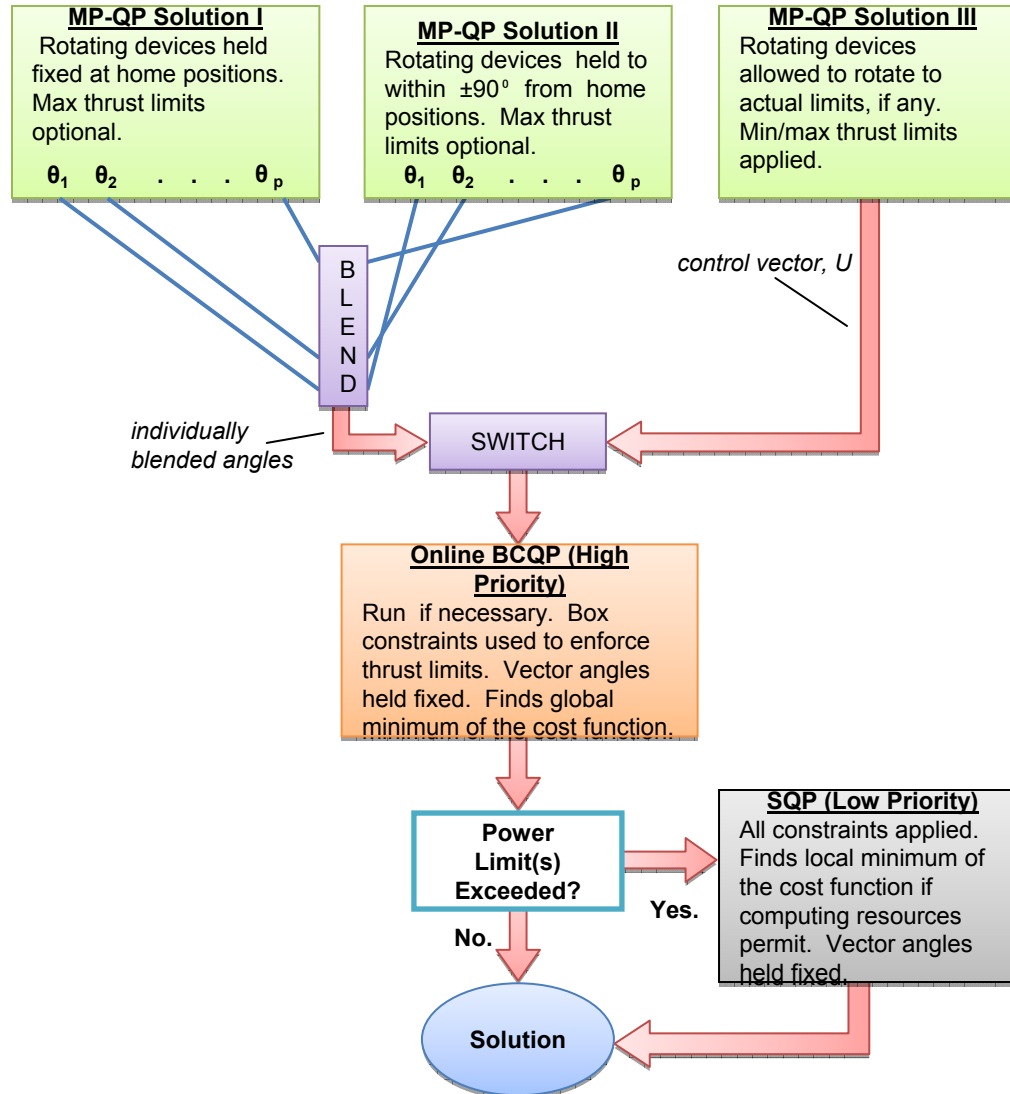 MP-QP Solution I
Rotating devices held
fixed at home positions.
Max thrust limits
optional.
θ1 θ2 . . . θp
MP-QP Solution II
Rotating devices held to
within ±90⁰ from home
positions. Max thrust
limits optional.
θ1 θ2 . . . θp
MP-QP Solution III
Rotating devices
allowed to rotate to
actual limits, if any.
Min/max thrust limits
applied.
B
L
E
N
D
control vector, U
individually
blended angles
SWITCH
Online BCQP (High
Priority)
Run if necessary. Box
constraints used to enforce
thrust limits. Vector angles
held fixed. Finds global
minimum of the cost function.
Power
Limit(s)
Exceeded?
Yes.
No.
SQP (Low Priority)
All constraints applied.
Finds local minimum of
the cost function if
computing resources
permit. Vector angles
held fixed.
Solution